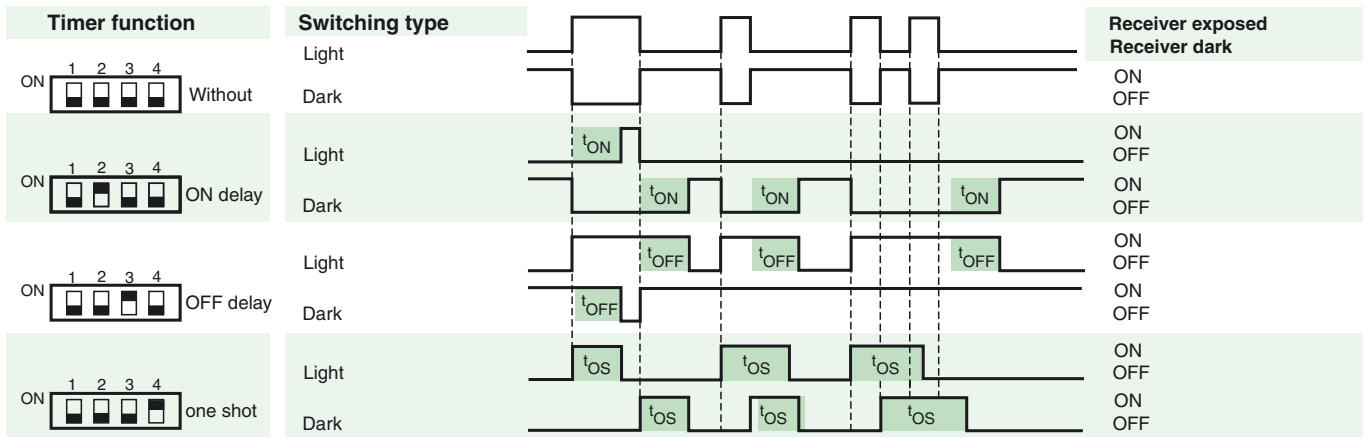 Timer function Switching type Receiver exposed
Light Receiver dark
1 2 3 4
ON Without Dark ON
OFF
Light tON ON
OFF
1 2 3 4
ON ON delay Dark tON tON tON ON
OFF
Light tOFF tOFF tOFF ON
OFF
1 2 3 4
ON OFF delay Dark tOFF ON
OFF
Light tOS tOS tOS ON
OFF
1 2 3 4
ON one shot Dark tOS tOS tOS ON
OFF